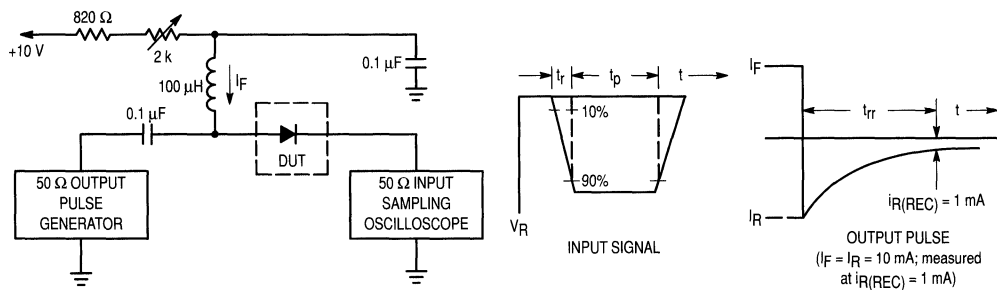 820 Ω
+10 V
2 k
100 µH
I_F
0.1 µF
0.1 µF
DUT
50 Ω OUTPUT
PULSE
GENERATOR
50 Ω INPUT
SAMPLING
OSCILLOSCOPE
t_r
t_p
t
10%
90%
V_R
INPUT SIGNAL
I_F
t_rr
t
I_R
i_R(REC) = 1 mA
OUTPUT PULSE
(I_F = I_R = 10 mA; measured
at i_R(REC) = 1 mA)